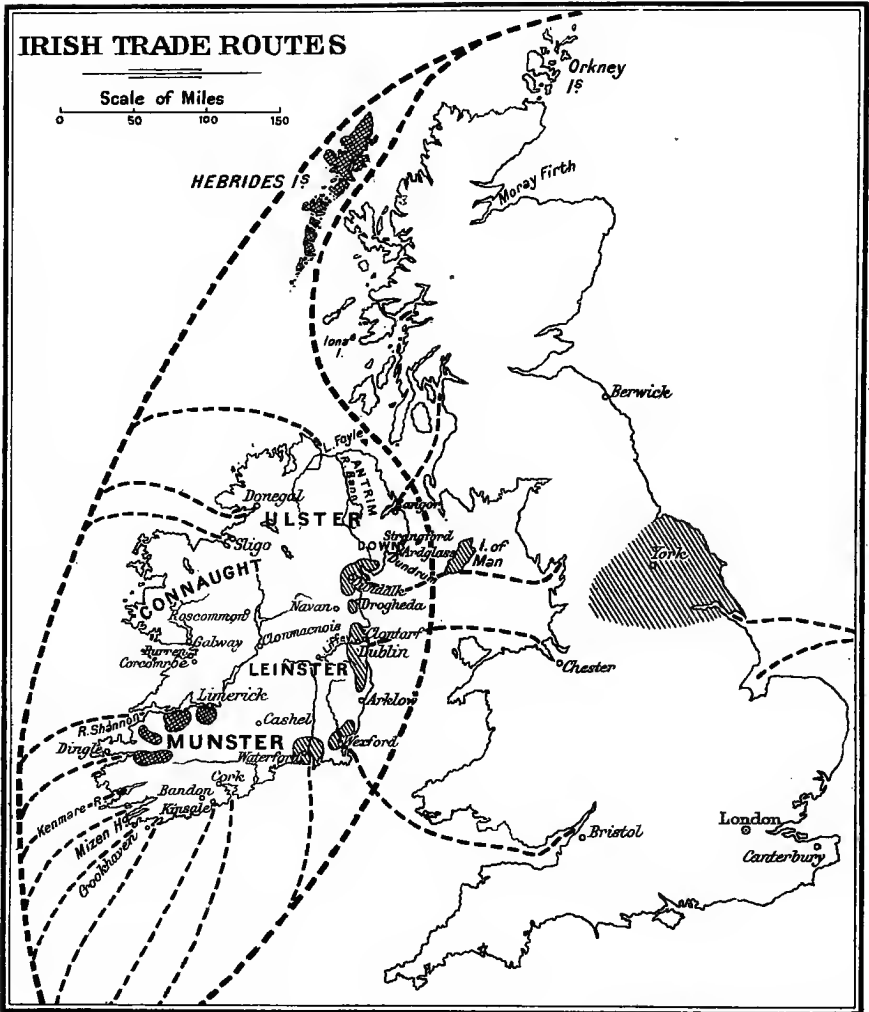 IRISH TRADE ROUTES
Scale of Miles
0 50 100 150
Orkney
Is.
HEBRIDES Is.
Moray Firth
Iona
I.
Berwick
L. Foyle
R. Bann
ANTRIM
Bangor
Donegal
ULSTER
Strangford
DOWN
Ardglass
Dundrum
I. of
Man
York
Sligo
CONNAUGHT
Dundalk
Navan
Drogheda
Roscommon
Clonmacnois
R. Liffey
Clontarf
Galway
Burren
Corcomroe
LEINSTER
Dublin
Chester
Limerick
Arklow
R. Shannon
Cashel
Dingle
MUNSTER
Waterford
Wexford
Cork
Kenmare R.
Bandon
Kinsale
Mizen Hd.
Crookhaven
London
Bristol
Canterbury